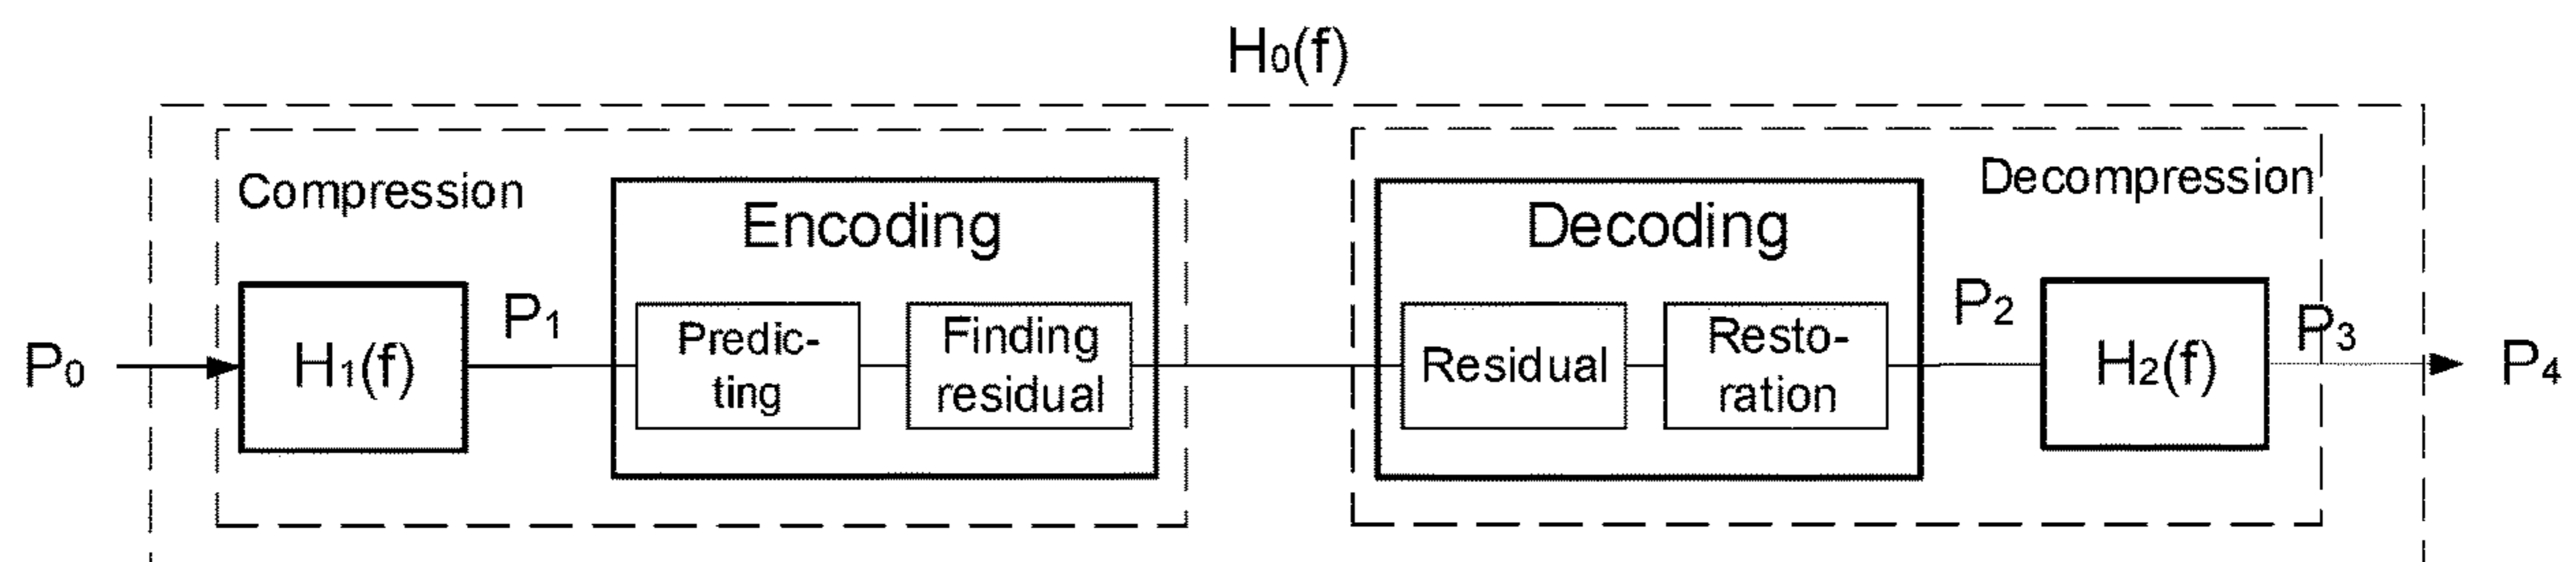 H₀(f)
Compression
Decompression
Encoding
Decoding
P₀
H₁(f)
P₁
Predic-
ting
Finding
residual
Residual
Resto-
ration
P₂
H₂(f)
P₃
P₄